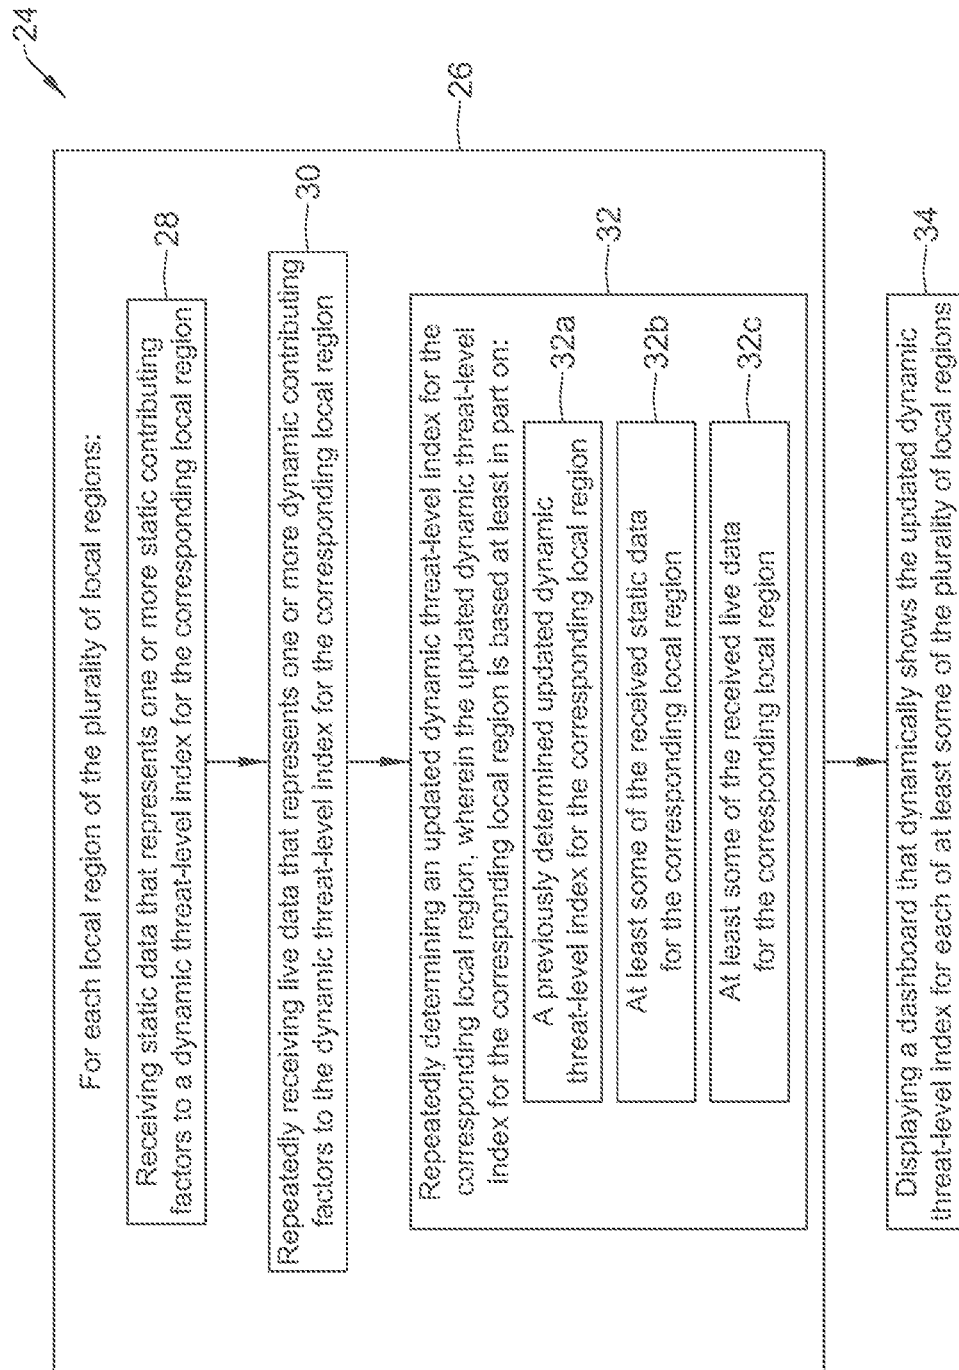 24
26
For each local region of the plurality of local regions:
28
Receiving static data that represents one or more static contributing
factors to a dynamic threat-level index for the corresponding local region
30
Repeatedly receiving live data that represents one or more dynamic contributing
factors to the dynamic threat-level index for the corresponding local region
32
Repeatedly determining an updated dynamic threat-level index for the
corresponding local region, wherein the updated dynamic threat-level
index for the corresponding local region is based at least in part on:
32a
A previously determined updated dynamic
threat-level index for the corresponding local region
32b
At least some of the received static data
for the corresponding local region
32c
At least some of the received live data
for the corresponding local region
34
Displaying a dashboard that dynamically shows the updated dynamic
threat-level index for each of at least some of the plurality of local regions